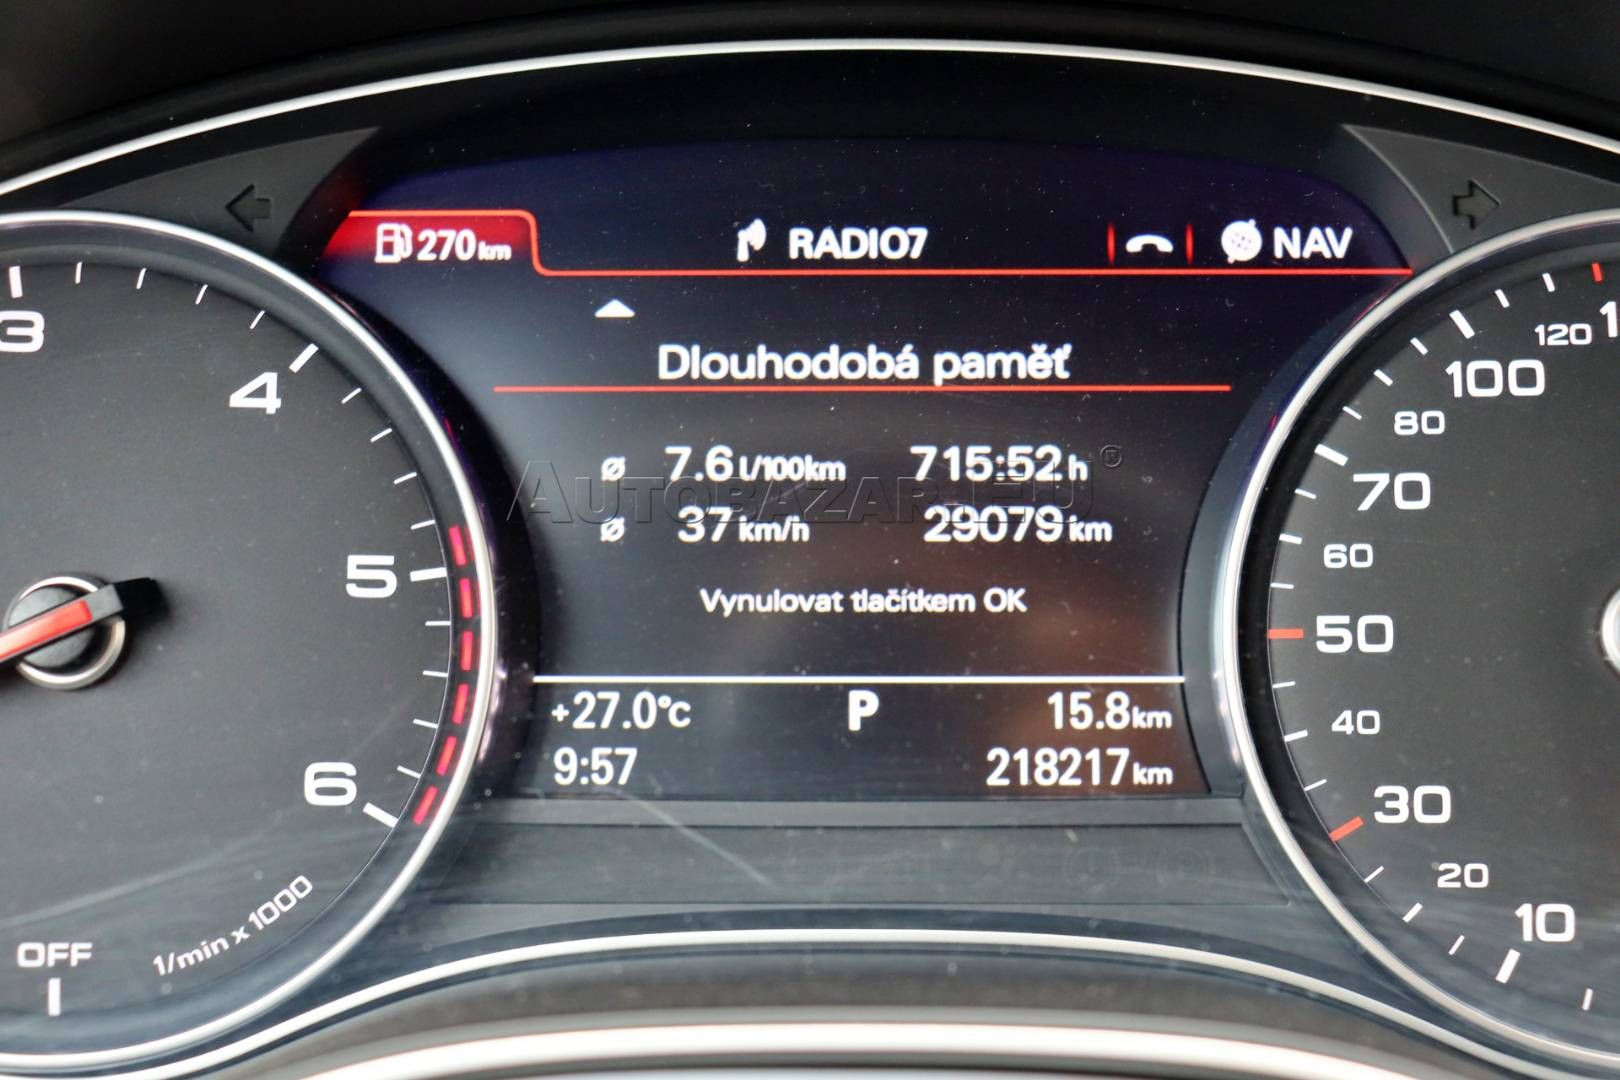 270km RADIO7 NAV
Dlouhodobá paměť
ø 7.6 l/100km 715:52 h
ø 37 km/h 29079 km
AUTOBAZAR.EU®
Vynulovat tlačítkem OK
+27.0°C P 15.8km
9:57 218217km
3
4
5
6
1/min x 1000
OFF
120
100
80
70
60
50
40
30
20
10